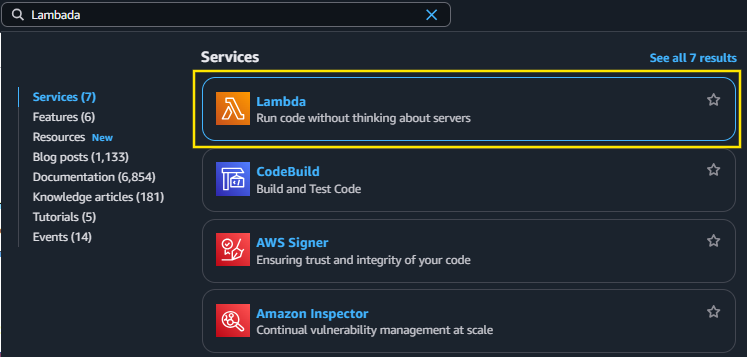 Lambada
Services
See all 7 results
Services (7)
Features (6)
Resources New
Blog posts (1,133)
Documentation (6,854)
Knowledge articles (181)
Tutorials (5)
Events (14)
Lambda
Run code without thinking about servers
CodeBuild
Build and Test Code
AWS Signer
Ensuring trust and integrity of your code
Amazon Inspector
Continual vulnerability management at scale